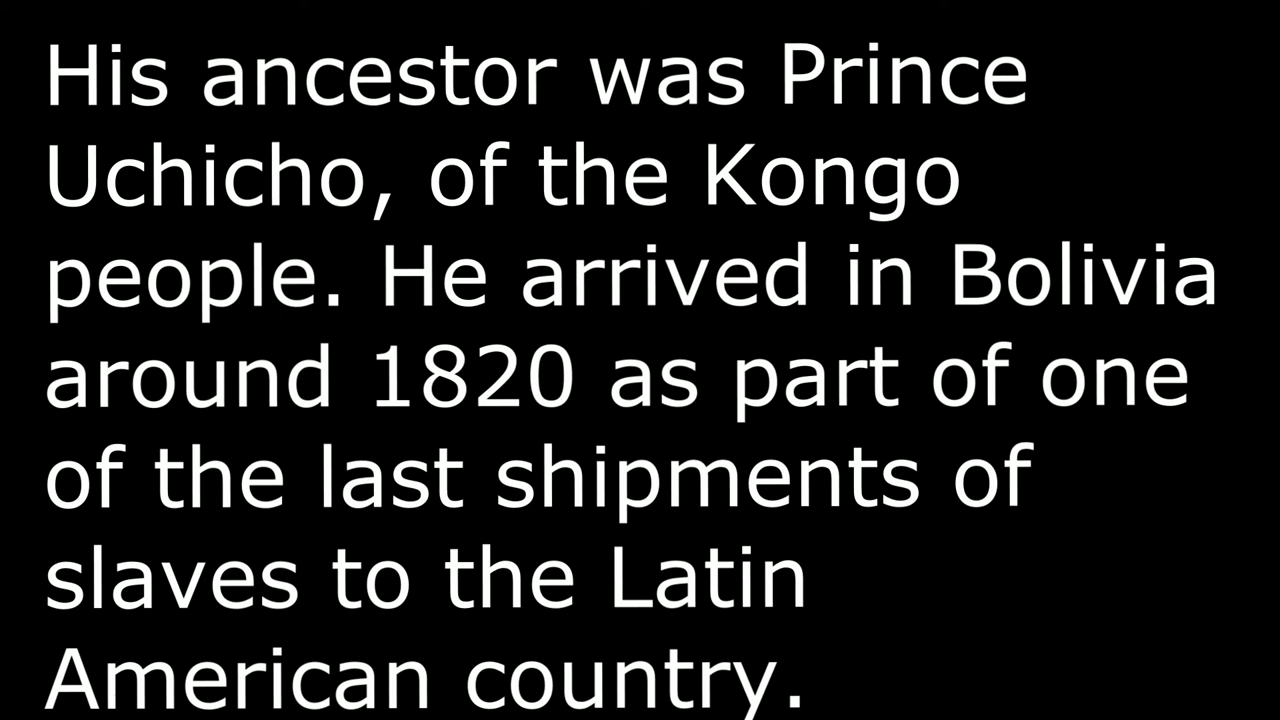 His ancestor was Prince
Uchicho, of the Kongo
people. He arrived in Bolivia
around 1820 as part of one
of the last shipments of
slaves to the Latin
American country.